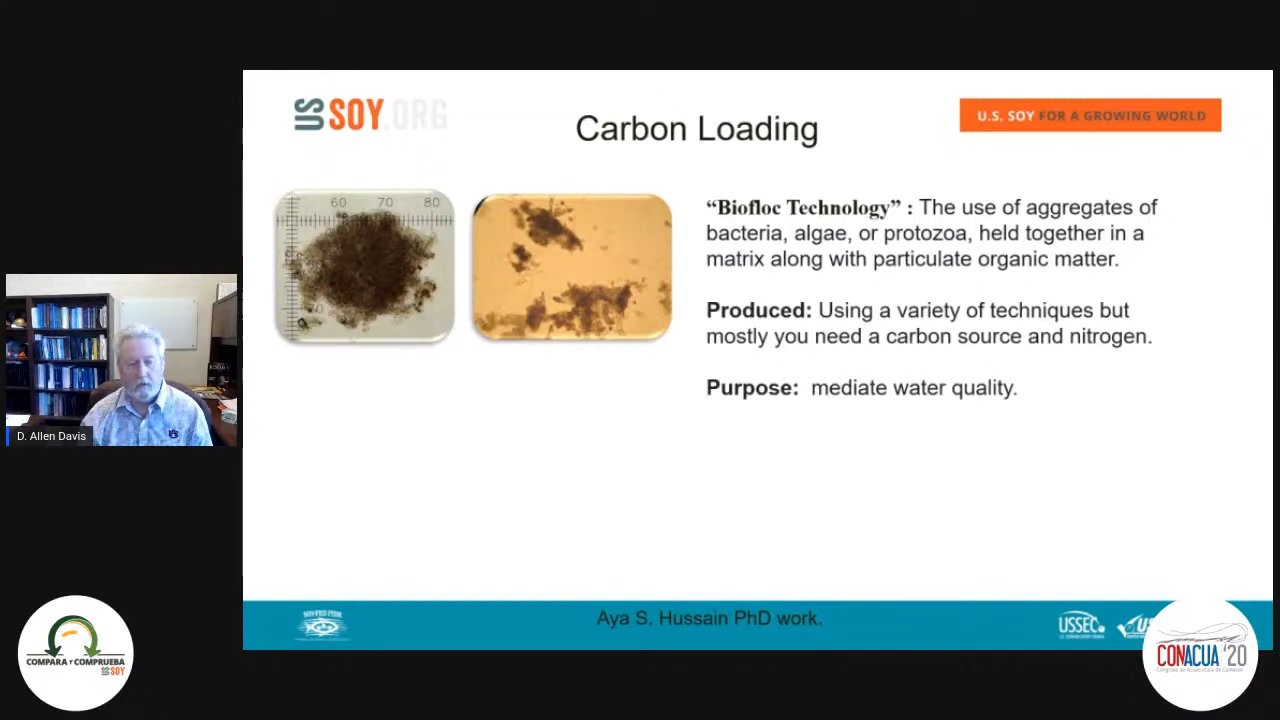 US SOY.ORG
Carbon Loading
U.S. SOY FOR A GROWING WORLD
60 70 80
“Biofloc Technology” : The use of aggregates of
bacteria, algae, or protozoa, held together in a
matrix along with particulate organic matter.
Produced: Using a variety of techniques but
mostly you need a carbon source and nitrogen.
Purpose: mediate water quality.
D. Allen Davis
Aya S. Hussain PhD work.
USSEC
COMPARA Y COMPRUEBA
US SOY
CONACUA '20